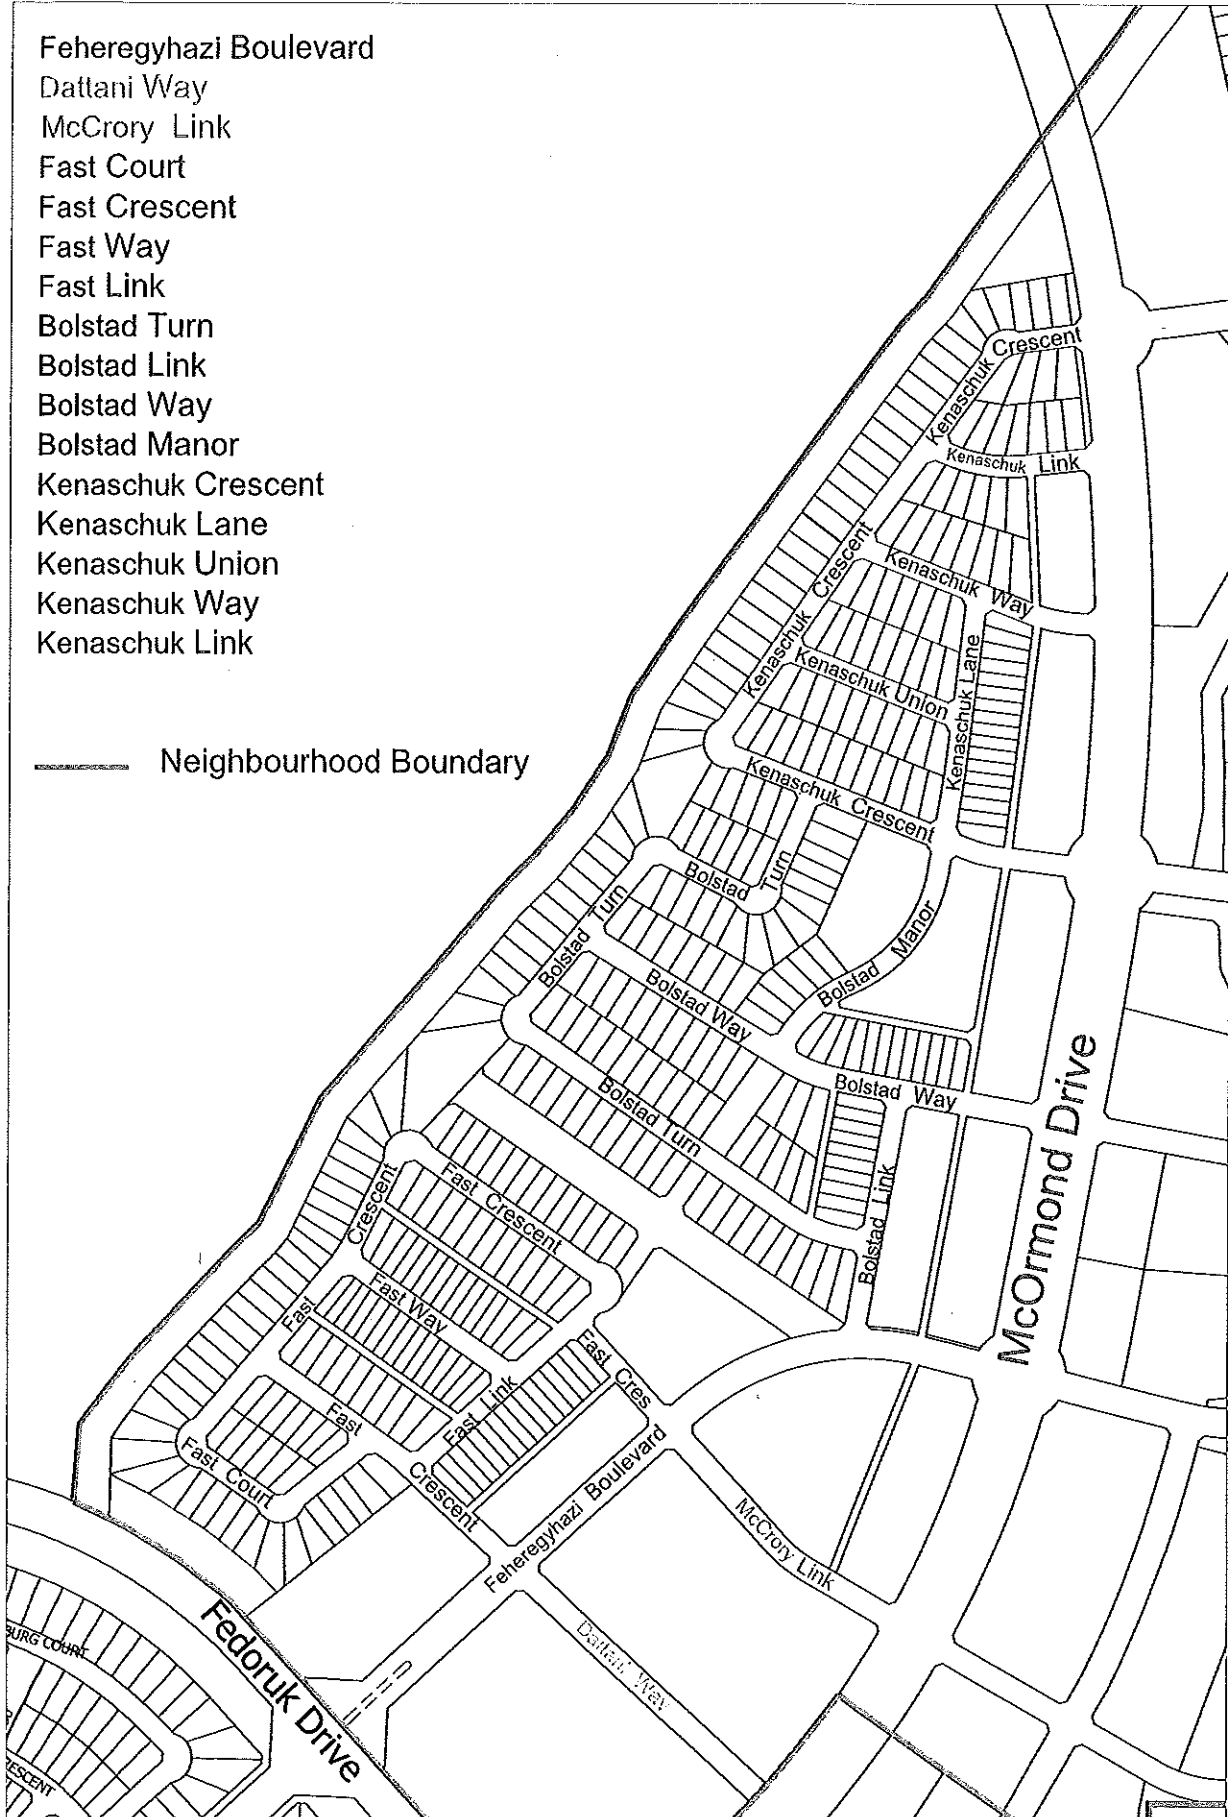 Feheregyhazi Boulevard
Dattani Way
McCrory Link
Fast Court
Fast Crescent
Fast Way
Fast Link
Bolstad Turn
Bolstad Link
Bolstad Way
Bolstad Manor
Kenaschuk Crescent
Kenaschuk Lane
Kenaschuk Union
Kenaschuk Way
Kenaschuk Link
Neighbourhood Boundary
Kenaschuk Crescent
Kenaschuk Link
Kenaschuk Crescent
Kenaschuk Way
Kenaschuk Lane
Kenaschuk Union
Kenaschuk Lane
Kenaschuk Crescent
Bolstad Turn
Bolstad Turn
Bolstad Manor
Bolstad Way
Bolstad Way
Bolstad Turn
Bolstad Link
McOrmond Drive
Fast Crescent
Crescent
Fast Way
Fast
Fast Cres
Fast Link
Fast
Crescent
Fast Court
Feheregyhazi Boulevard
McCrory Link
Dattani Way
Fedoruk Drive
BURG COURT
ESCENT